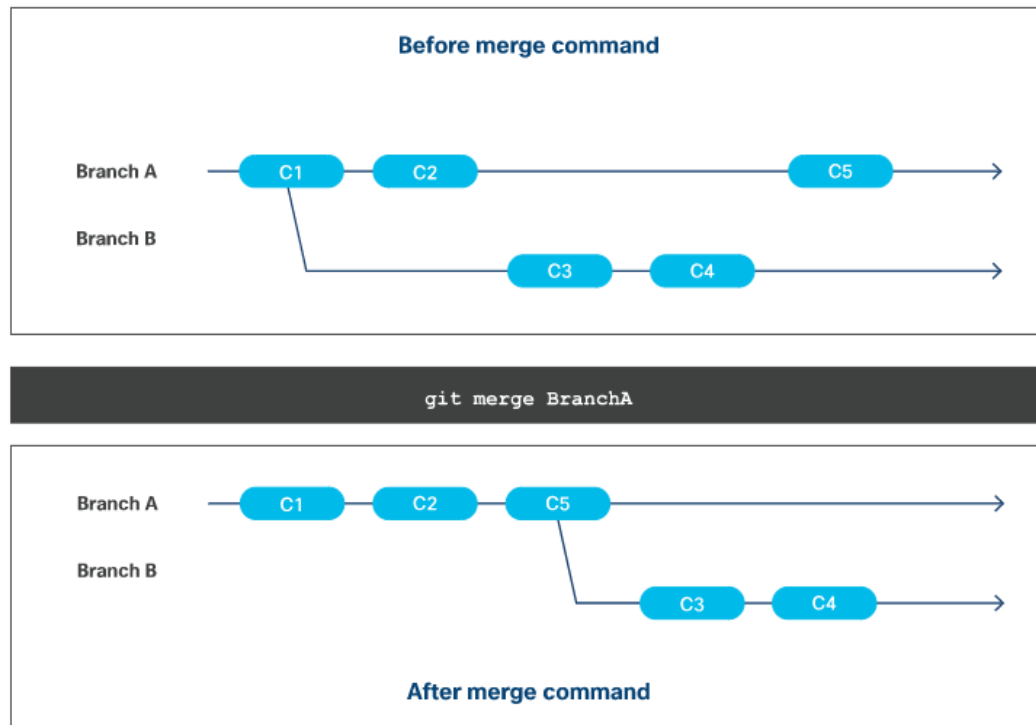 Before merge command
Branch A
C1 C2 C5
Branch B
C3 C4
git merge BranchA
Branch A
C1 C2 C5
Branch B
C3 C4
After merge command